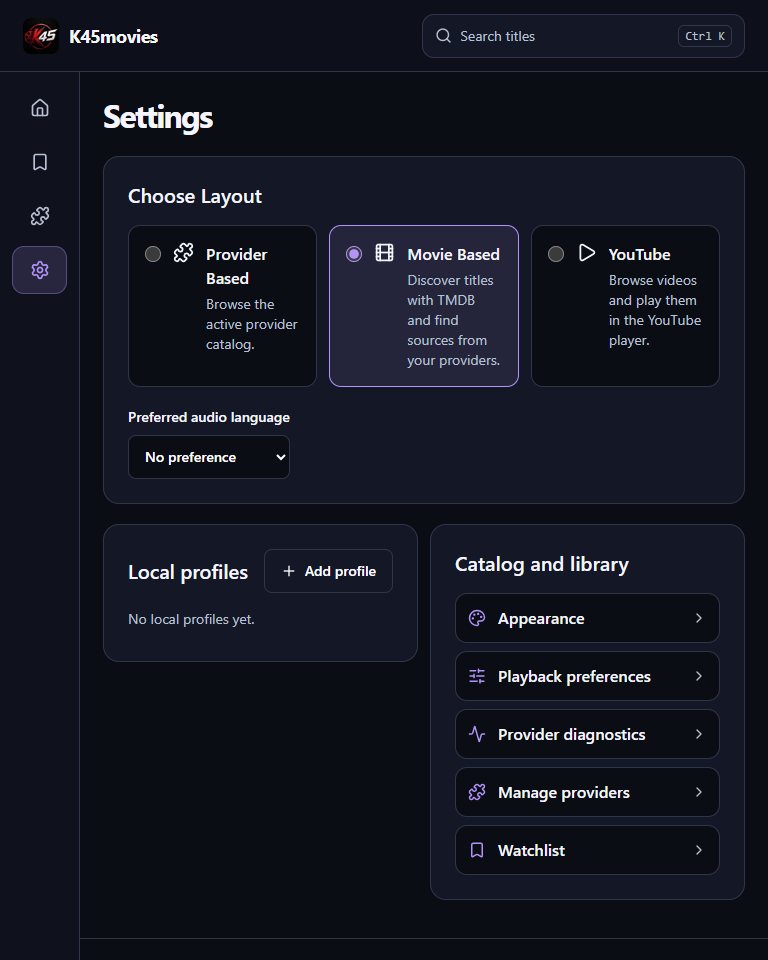 K45
K45movies
Search titles
Ctrl K
Settings
Choose Layout
Provider
Based
Browse the
active provider
catalog.
Movie Based
Discover titles
with TMDB
and find
sources from
your providers.
YouTube
Browse videos
and play them
in the YouTube
player.
Preferred audio language
No preference
Local profiles
Add profile
No local profiles yet.
Catalog and library
Appearance
Playback preferences
Provider diagnostics
Manage providers
Watchlist